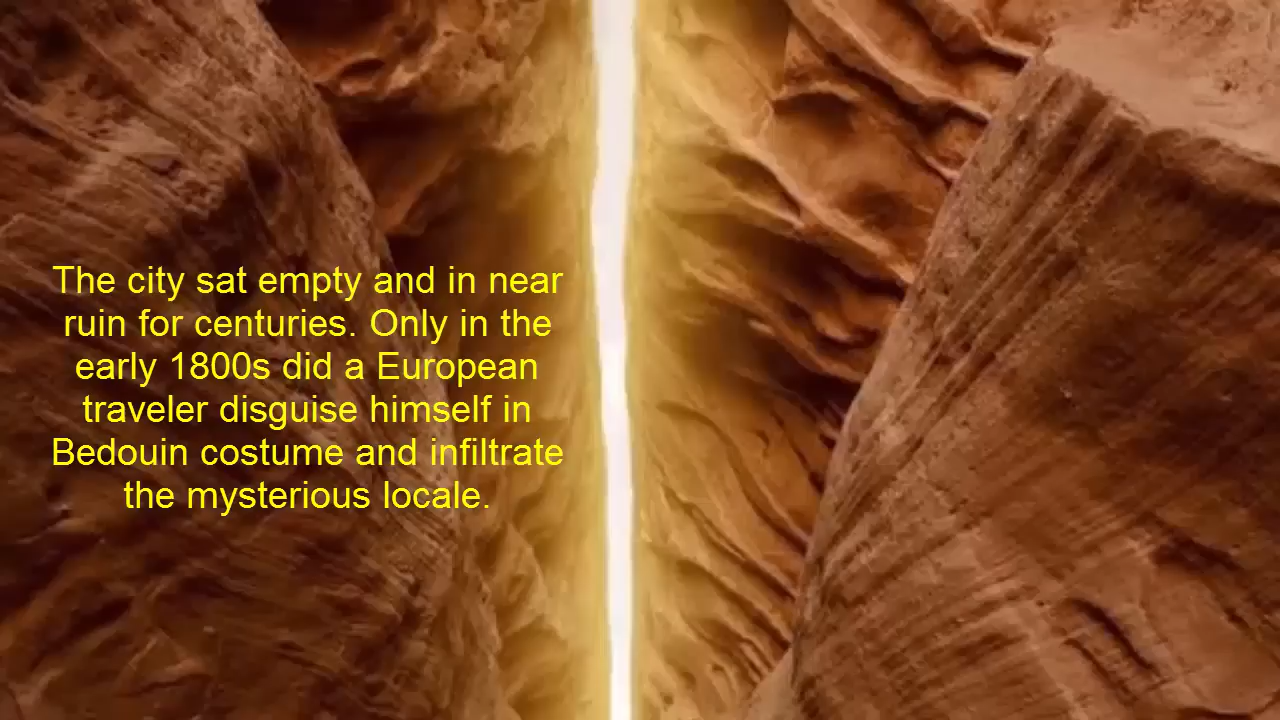 The city sat empty and in near
ruin for centuries. Only in the
early 1800s did a European
traveler disguise himself in
Bedouin costume and infiltrate
the mysterious locale.